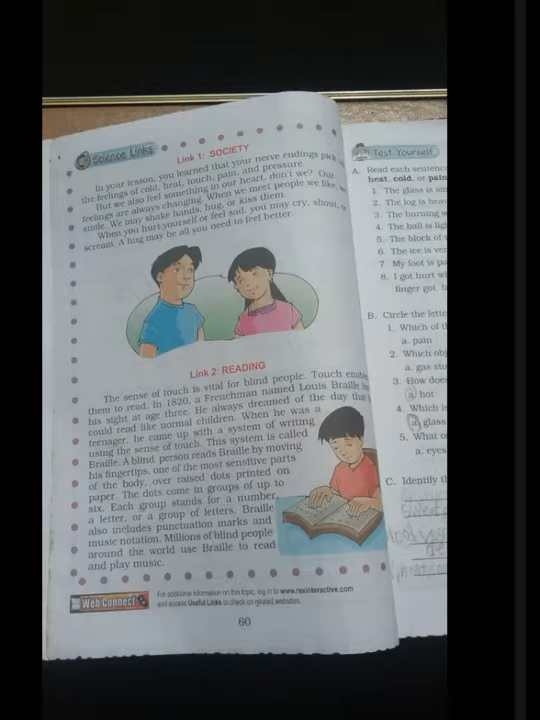 Science Links
Link 1: SOCIETY
In your lesson, you learned that your nerve endings pick
the feelings of cold, heat, touch, pain, and pressure.
But we also feel something in our heart, don't we? Our
feelings are always changing. When we meet people we like,
smile. We may shake hands, hug, or kiss them.
When you hurt yourself or feel sad, you may cry, shout, or
scream. A hug may be all you need to feel better.
Link 2: READING
The sense of touch is vital for blind people. Touch
them to read. In 1820, a Frenchman named Louis Braille
his sight at age three. He always dreamed of the day that
could read like normal children. When he was a
teenager, he came up with a system of writing
using the sense of touch. This system is called
Braille. A blind person reads Braille by moving
his fingertips, one of the most sensitive parts
of the body, over raised dots printed on
paper. The dots come in groups of up to
six. Each group stands for a number,
a letter, or a group of letters. Braille
also includes punctuation marks and
music notation. Millions of blind people
around the world use Braille to read
and play music.
Web Connect
For additional information on this topic, log in to www.rexinteractive.com
and access Useful Links to check on related websites.
60
Test Yourself
A. Read each sentence
heat, cold, or pain
1. The glass is
2. The log is
3. The burning
4. The ball is
5. The block of
6. The ice is
7 My foot is
8. I got hurt
finger got
B. Circle the
1. Which of
a. pain
2. Which
a. gas
3. How
a. hot
4. Which is
a. glass
5. What
a. eyes
C. Identify